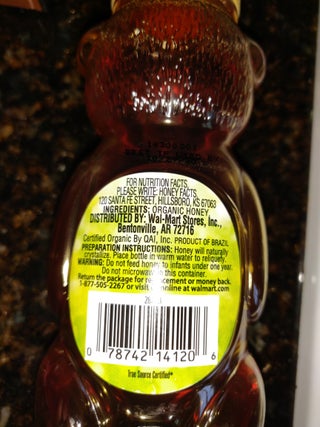 FOR NUTRITION FACTS,
PLEASE WRITE: HONEY FACTS,
120 SANTA FE STREET, HILLSBORO, KS 67063
INGREDIENTS: ORGANIC HONEY
DISTRIBUTED BY: Wal-Mart Stores, Inc.,
Bentonville, AR 72716
Certified Organic By QAI, Inc. PRODUCT OF BRAZIL
PREPARATION INSTRUCTIONS: Honey will naturally
crystallize. Place bottle in warm water to reliquefy.
WARNING: Do not feed honey to infants under one year.
Do not microwave in this container.
Return the package for replacement or money back.
1-877-505-2267 or visit online at walmart.com
0 78742 14120 6
True Source Certified*